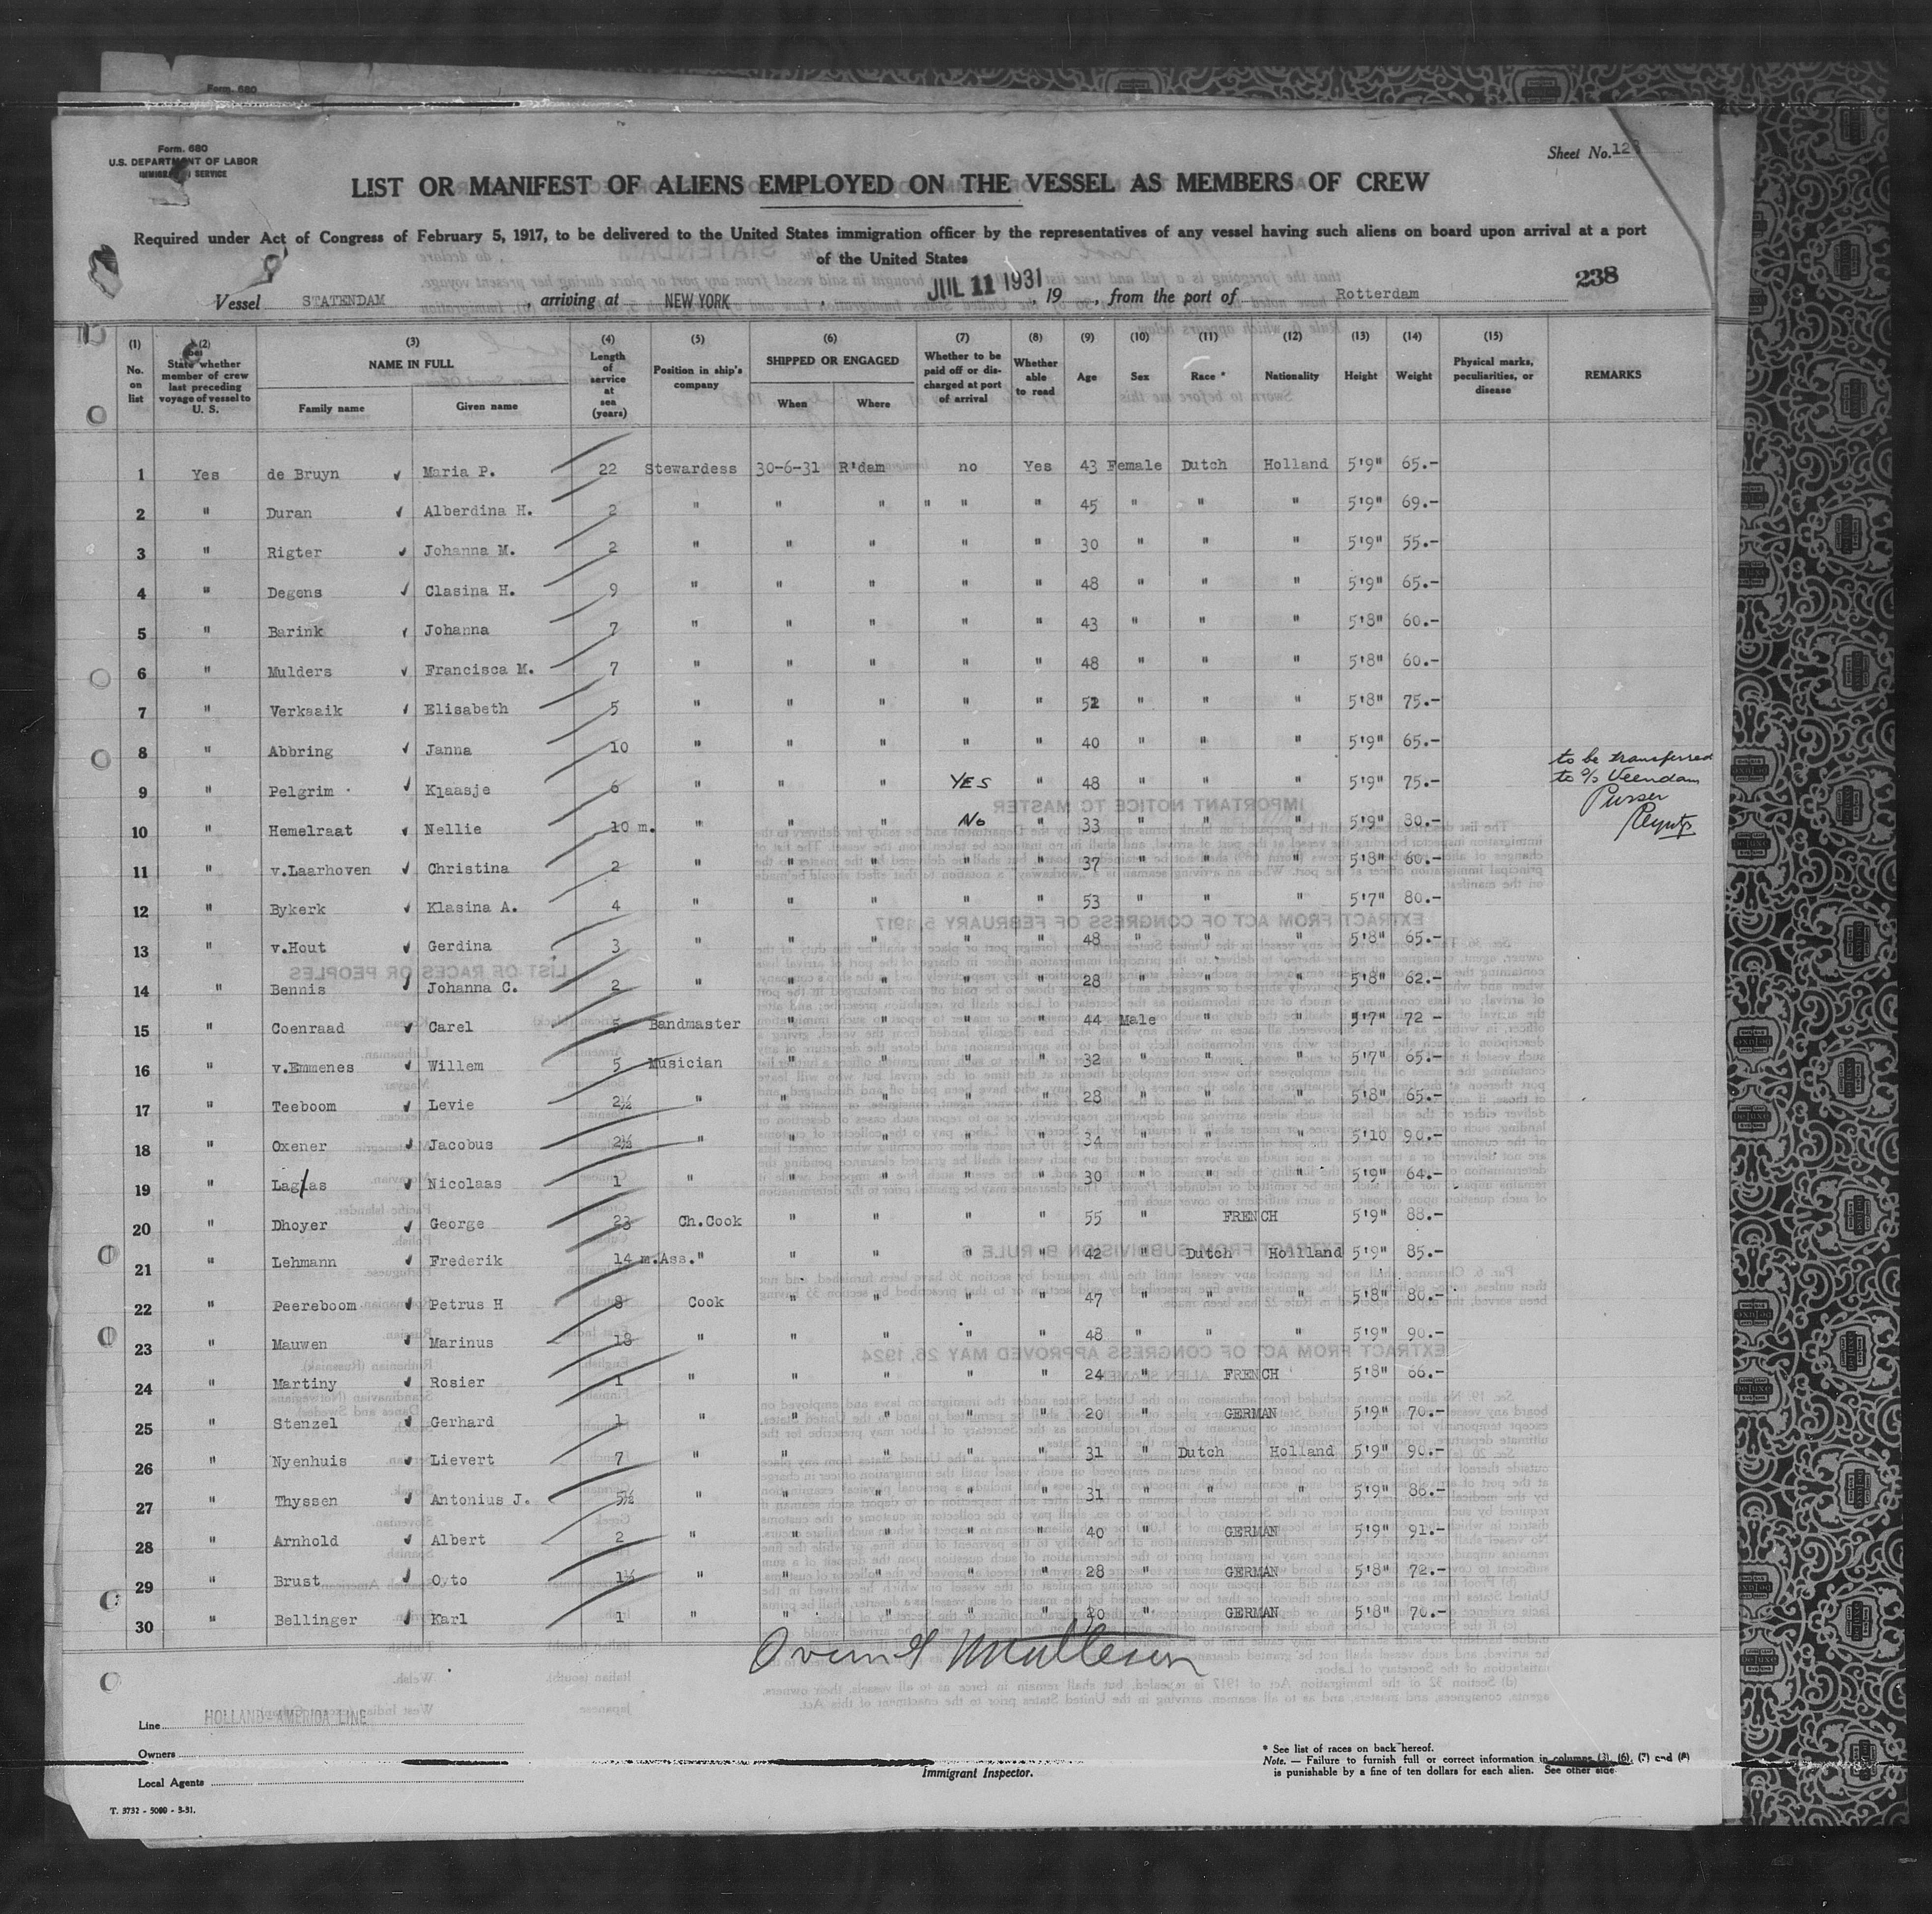 Form. 680
Form. 680
U.S. DEPARTMENT OF LABOR
IMMIGRATION SERVICE
Sheet No.
LIST OR MANIFEST OF ALIENS EMPLOYED ON THE VESSEL AS MEMBERS OF CREW
Required under Act of Congress of February 5, 1917, to be delivered to the United States immigration officer by the representatives of any vessel having such aliens on board upon arrival at a port
of the United States
238
Vessel STATENDAM, arriving at NEW YORK, JUL 11 1931, 19, from the port of Rotterdam
(1) No. on list (2) State whether member of crew last preceding voyage of vessel to U. S. (3) NAME IN FULL Family name Given name (4) Length of service at sea (years) (5) Position in ship's company (6) SHIPPED OR ENGAGED When Where (7) Whether to be paid off or discharged at port of arrival (8) Whether able to read (9) Age (10) Sex (11) Race * (12) Nationality (13) Height (14) Weight (15) Physical marks, peculiarities, or disease REMARKS
1 Yes de Bruyn Maria P. 22 Stewardess 30-6-31 R'dam no Yes 43 Female Dutch Holland 5'9" 65.-
2 " Duran Alberdina H. 2 " " " " " " 45 " " " 5'9" 69.-
3 " Rigter Johanna M. 2 " " " " " 30 " " " 5'9" 55.-
4 " Degens Clasina H. 9 " " " " " 48 " " " 5'9" 65.-
5 " Barink Johanna 7 " " " " " 43 " " " 5'8" 60.-
6 " Mulders Francisca M. 7 " " " " " 48 " " " 5'8" 60.-
7 " Verkaaik Elisabeth 5 " " " " " 52 " " " 5'8" 75.-
8 " Abbring Janna 10 " " " " " 40 " " " 5'9" 65.-
9 " Pelgrim Klaasje 6 " " " YES " 48 " " " 5'9" 75.- to be transferred
to s/s Veendam
Purser
10 " Hemelraat Nellie 10 m. " " " No " 33 " " " 5'9" 80.-
11 " v.Laarhoven Christina 2 " " " " " 37 " " " 5'8" 60.-
12 " Bykerk Klasina A. 4 " " " " " 53 " " " 5'7" 80.-
13 " v.Hout Gerdina 3 " " " " " 48 " " " 5'8" 65.-
14 " Bennis Johanna C. 2 " " " " " 28 " " " 5'8" 62.-
15 " Coenraad Carel 5 Bandmaster " " " " 44 Male " " 5'7" 72 -
16 " v.Emmenes Willem 5 Musician " " " " 32 " " " 5'7" 65.-
17 " Teeboom Levie 2½ " " " " " 28 " " " 5'8" 65.-
18 " Oxener Jacobus 2½ " " " " " 34 " " " 5'10 90.-
19 " Lag/as Nicolaas 1 " " " " " 30 " " " 5'9" 64.-
20 " Dhoyer George 23 Ch.Cook " " " " 55 " FRENCH 5'9" 88.-
21 " Lehmann Frederik 14 m. Ass." " " " " 42 " Dutch Hollland 5'9" 85.-
22 " Peereboom Petrus H 8 Cook " " " " 47 " " " 5'8" 80.-
23 " Mauwen Marinus 18 " " " " " 48 " " " 5'9" 90.-
24 " Martiny Rosier 1 " " " " " 24 " FRENCH 5'8" 66.-
25 " Stenzel Gerhard 1 " " " " " 20 " GERMAN 5'9" 70.-
26 " Nyenhuis Lievert 7 " " " " " 31 " Dutch Holland 5'9" 90.-
27 " Thyssen Antonius J. 5½ " " " " " 31 " " " 5'9" 86.-
28 " Arnhold Albert 2 " " " " " 40 " GERMAN 5'9" 91.-
29 " Brust Otto 1½ " " " " " 28 " GERMAN 5'8" 72.-
30 " Bellinger Karl 1 " " " " " 20 " GERMAN 5'8" 70.-
Line HOLLAND-AMERICA LINE
Owners
Local Agents
Immigrant Inspector.
* See list of races on back hereof.
Note. — Failure to furnish full or correct information in columns (3), (6), (7) and (8)
is punishable by a fine of ten dollars for each alien. See other side
T. 3732 - 5000 - 3-31.